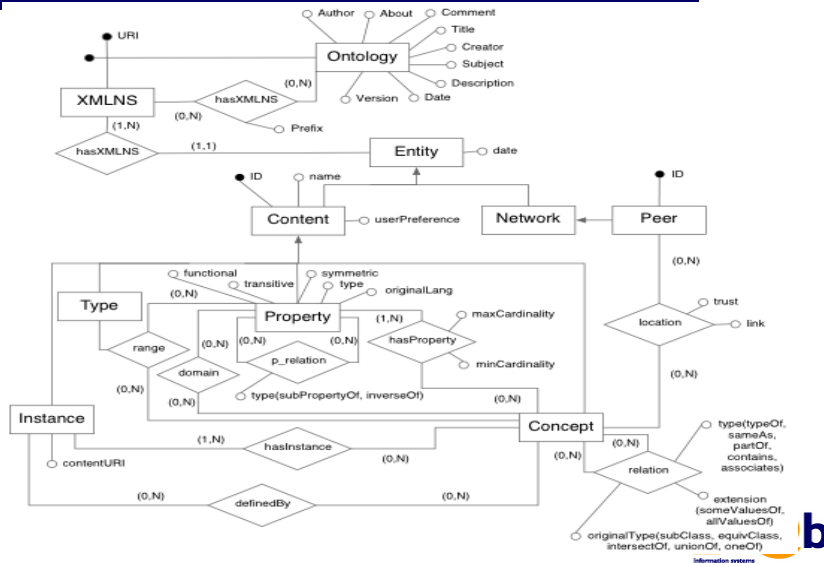 Author
About
Comment
Title
URI
Ontology
Creator
Subject
(0,N)
Description
XMLNS
hasXMLNS
Version
Date
(0,N)
(1,N)
Prefix
hasXMLNS
(1,1)
Entity
date
ID
name
ID
Content
userPreference
Network
Peer
functional
symmetric
transitive
type
(0,N)
(0,N)
originalLang
Type
Property
(1,N)
maxCardinality
trust
range
(0,N)
(0,N)
(0,N)
hasProperty
location
link
domain
p_relation
minCardinality
(0,N)
(0,N)
(0,N)
type(subPropertyOf, inverseOf)
(0,N)
Instance
Concept
(1,N)
hasInstance
(0,N)
(0,N)
(0,N)
type(typeOf,
sameAs,
partOf,
contains,
associates)
contentURI
relation
(0,N)
definedBy
(0,N)
extension
(someValuesOf,
allValuesOf)
originalType(subClass, equivClass,
intersectOf, unionOf, oneOf)
b
information systems